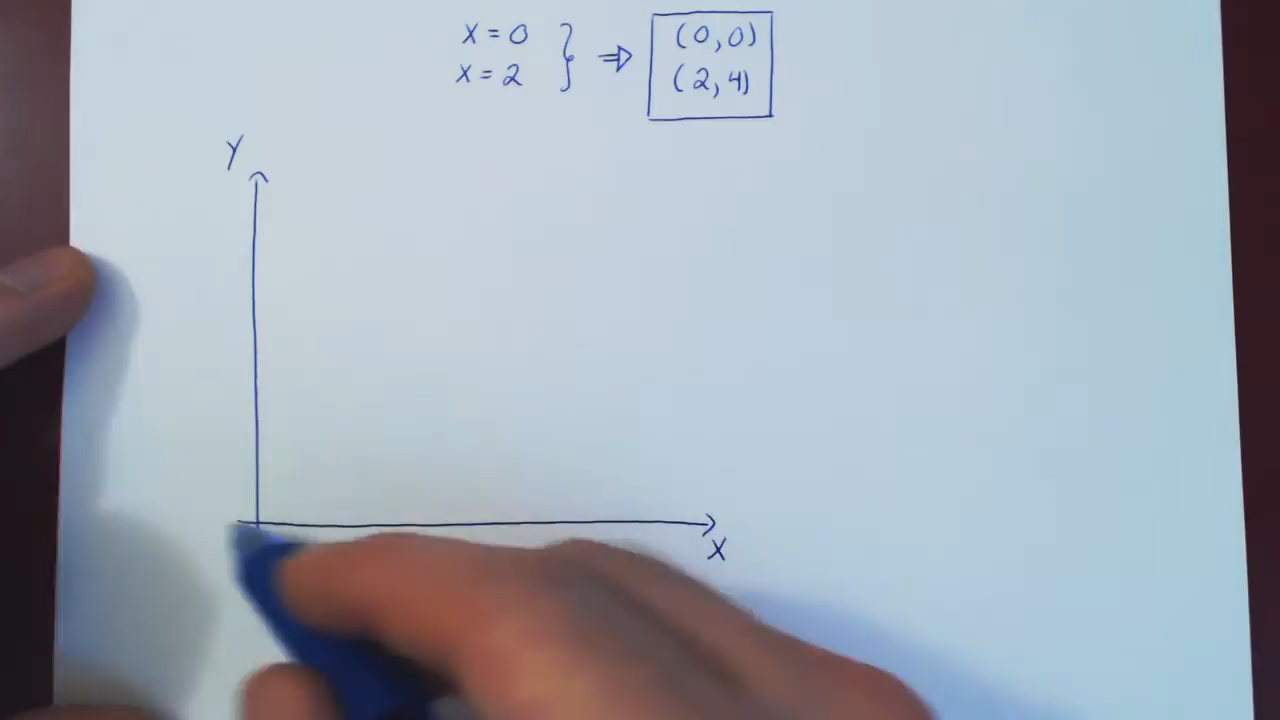 x = 0 } ⇒ (0,0)
x = 2 (2,4)
Y
X